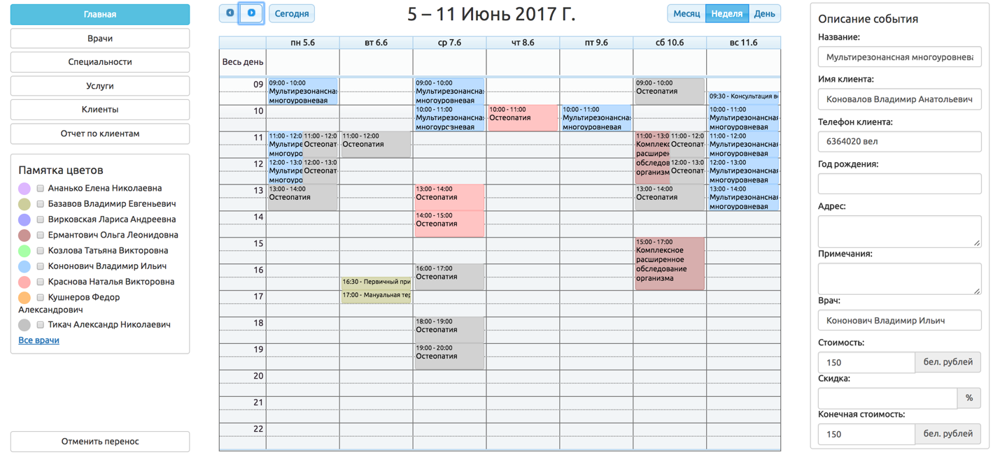 Главная
Врачи
Специальности
Услуги
Клиенты
Отчет по клиентам
Памятка цветов
Ананько Елена Николаевна
Базавов Владимир Евгеньевич
Вирковская Лариса Андреевна
Ермантович Ольга Леонидовна
Козлова Татьяна Викторовна
Кононович Владимир Ильич
Краснова Наталья Викторовна
Кушнеров Федор
Александрович
Тикач Александр Николаевич
Все врачи
Отменить перенос
Сегодня
5 – 11 Июнь 2017 Г.
Месяц Неделя День
пн 5.6 вт 6.6 ср 7.6 чт 8.6 пт 9.6 сб 10.6 вс 11.6
Весь день
09
10
11
12
13
14
15
16
17
18
19
20
21
22
09:00 - 10:00
Мультирезонансная
многоуровневая
11:00 - 12:0
Мультире
многоуро
11:00 - 12:0
Остеопат
12:00 - 13:0
Мультире
многоуро
12:00 - 13:0
Остеопат
13:00 - 14:00
Остеопатия
11:00 - 12:00
Остеопатия
16:30 - Первичный при
17:00 - Мануальная тер
09:00 - 10:00
Мультирезонансная
многоуровневая
10:00 - 11:00
Мультирезонансная
многоуровневая
13:00 - 14:00
Остеопатия
14:00 - 15:00
Остеопатия
16:00 - 17:00
Остеопатия
18:00 - 19:00
Остеопатия
19:00 - 20:00
Остеопатия
10:00 - 11:00
Остеопатия
10:00 - 11:00
Мультирезонансная
многоуровневая
09:00 - 10:00
Остеопатия
11:00 - 13:0
Комплекс
расширен
обследов
организм
11:00 - 12:0
Остеопат
12:00 - 13:0
Остеопат
13:00 - 14:00
Остеопатия
15:00 - 17:00
Комплексное
расширенное
обследование
организма
09:30 - Консультация в
10:00 - 11:00
Мультирезонансная
многоуровневая
11:00 - 12:00
Мультирезонансная
многоуровневая
12:00 - 13:00
Мультирезонансная
многоуровневая
13:00 - 14:00
Мультирезонансная
многоуровневая
Описание события
Название:
Мультирезонансная многоуровнева
Имя клиента:
Коновалов Владимир Анатольевич
Телефон клиента:
6364020 вел
Год рождения:
Адрес:
Примечания:
Врач:
Кононович Владимир Ильич
Стоимость:
150 бел. рублей
Скидка:
%
Конечная стоимость:
150 бел. рублей